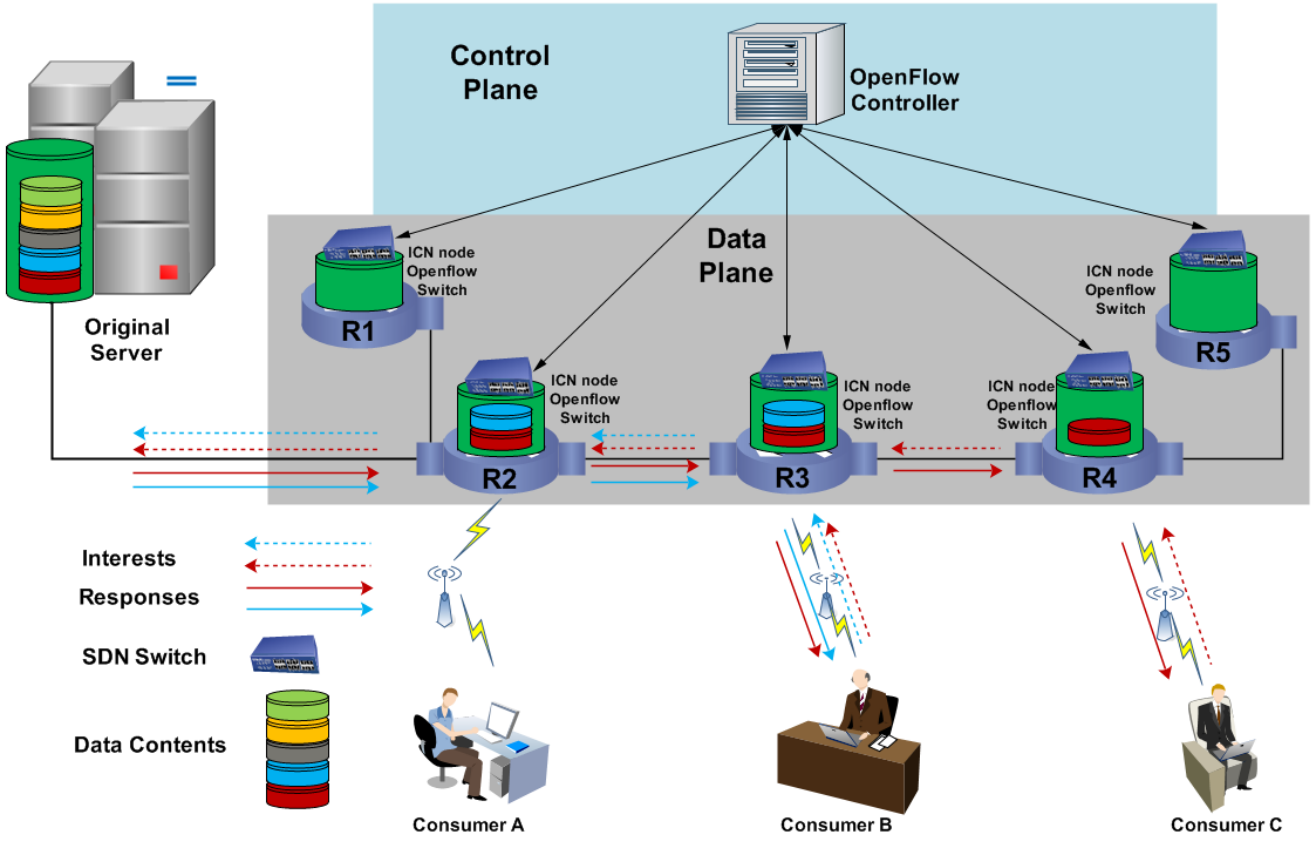 Control
Plane
OpenFlow
Controller
Data
Plane
ICN node
Openflow
Switch
R1
ICN node
Openflow
Switch
R5
Original
Server
ICN node
Openflow
Switch
R2
ICN node
Openflow
Switch
R3
ICN node
Openflow
Switch
R4
Interests
Responses
SDN Switch
Data Contents
Consumer A
Consumer B
Consumer C